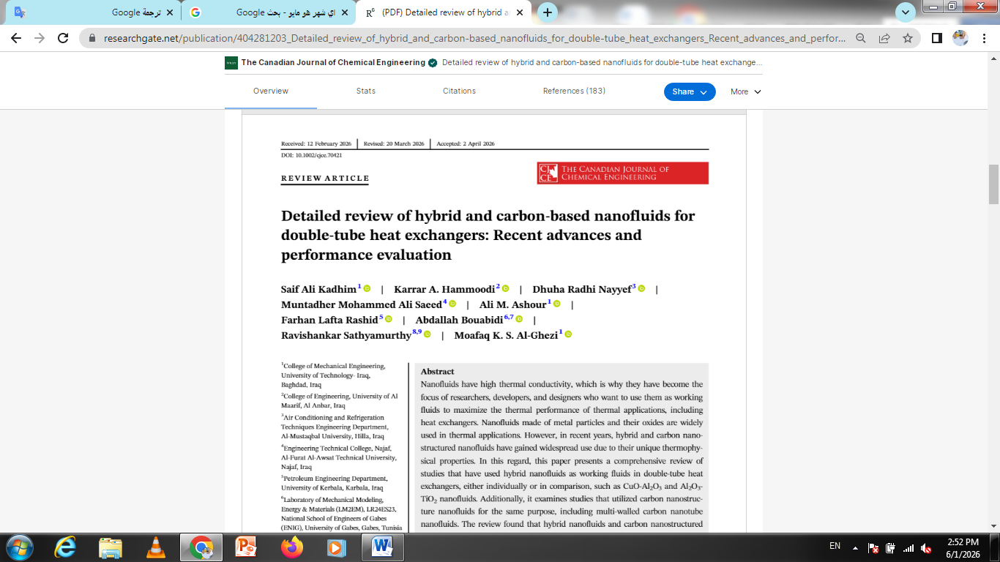 ترجمة Google
اي شهر هو مايو - بحث Google
R⁶ (PDF) Detailed review of hybrid a
researchgate.net/publication/404281203_Detailed_review_of_hybrid_and_carbon-based_nanofluids_for_double-tube_heat_exchangers_Recent_advances_and_perfor...
The Canadian Journal of Chemical Engineering Detailed review of hybrid and carbon-based nanofluids for double-tube heat exchange...
Overview Stats Citations References (183) Share More
Received: 12 February 2026 | Revised: 20 March 2026 | Accepted: 2 April 2026
DOI: 10.1002/cjce.70421
REVIEW ARTICLE
CJCE THE CANADIAN JOURNAL OF
CHEMICAL ENGINEERING
Detailed review of hybrid and carbon-based nanofluids for
double-tube heat exchangers: Recent advances and
performance evaluation
Saif Ali Kadhim¹ | Karrar A. Hammoodi² | Dhuha Radhi Nayyef³ |
Muntadher Mohammed Ali Saeed⁴ | Ali M. Ashour¹ |
Farhan Lafta Rashid⁵ | Abdallah Bouabidi⁶,⁷ |
Ravishankar Sathyamurthy⁸,⁹ | Moafaq K. S. Al-Ghezi¹
¹College of Mechanical Engineering,
University of Technology- Iraq,
Baghdad, Iraq
²College of Engineering, University of Al
Maarif, Al Anbar, Iraq
³Air Conditioning and Refrigeration
Techniques Engineering Department,
Al-Mustaqbal University, Hilla, Iraq
⁴Engineering Technical College, Najaf,
Al-Furat Al-Awsat Technical University,
Najaf, Iraq
⁵Petroleum Engineering Department,
University of Kerbala, Karbala, Iraq
⁶Laboratory of Mechanical Modeling,
Energy & Materials (LM2EM), LR24ES23,
National School of Engineers of Gabes
(ENIG), University of Gabes, Gabes, Tunisia
Abstract
Nanofluids have high thermal conductivity, which is why they have become the
focus of researchers, developers, and designers who want to use them as working
fluids to maximize the thermal performance of thermal applications, including
heat exchangers. Nanofluids made of metal particles and their oxides are widely
used in thermal applications. However, in recent years, hybrid and carbon nano-
structured nanofluids have gained widespread use due to their unique thermophy-
sical properties. In this regard, this paper presents a comprehensive review of
studies that have used hybrid nanofluids as working fluids in double-tube heat
exchangers, either individually or in comparison, such as CuO-Al₂O₃ and Al₂O₃-
TiO₂ nanofluids. Additionally, it examines studies that utilized carbon nanostruc-
ture nanofluids for the same purpose, including multi-walled carbon nanotube
nanofluids. The review found that hybrid nanofluids and carbon nanostructured
EN
2:52 PM
6/1/2026